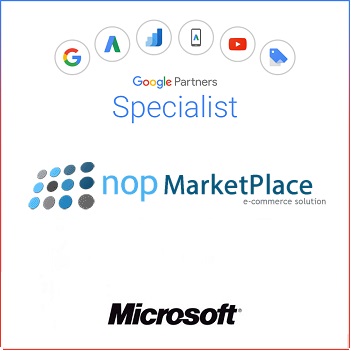 G
Google Partners
Specialist
nop MarketPlace
e-commerce solution
Microsoft®